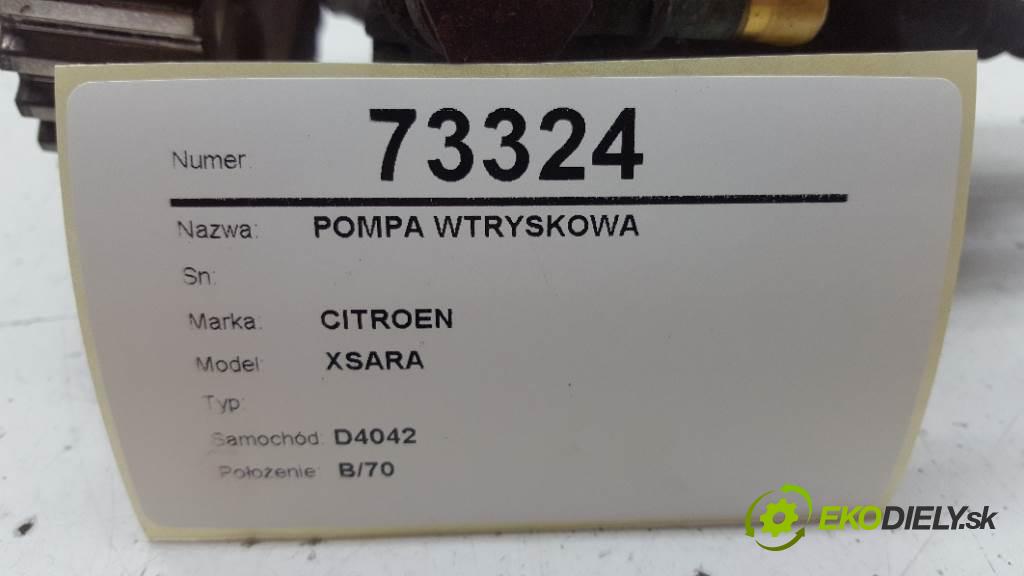 Numer: 73324
Nazwa: POMPA WTRYSKOWA
Sn:
Marka: CITROEN
Model: XSARA
Typ:
Samochód: D4042
Położenie: B/70
EKODIELY.sk